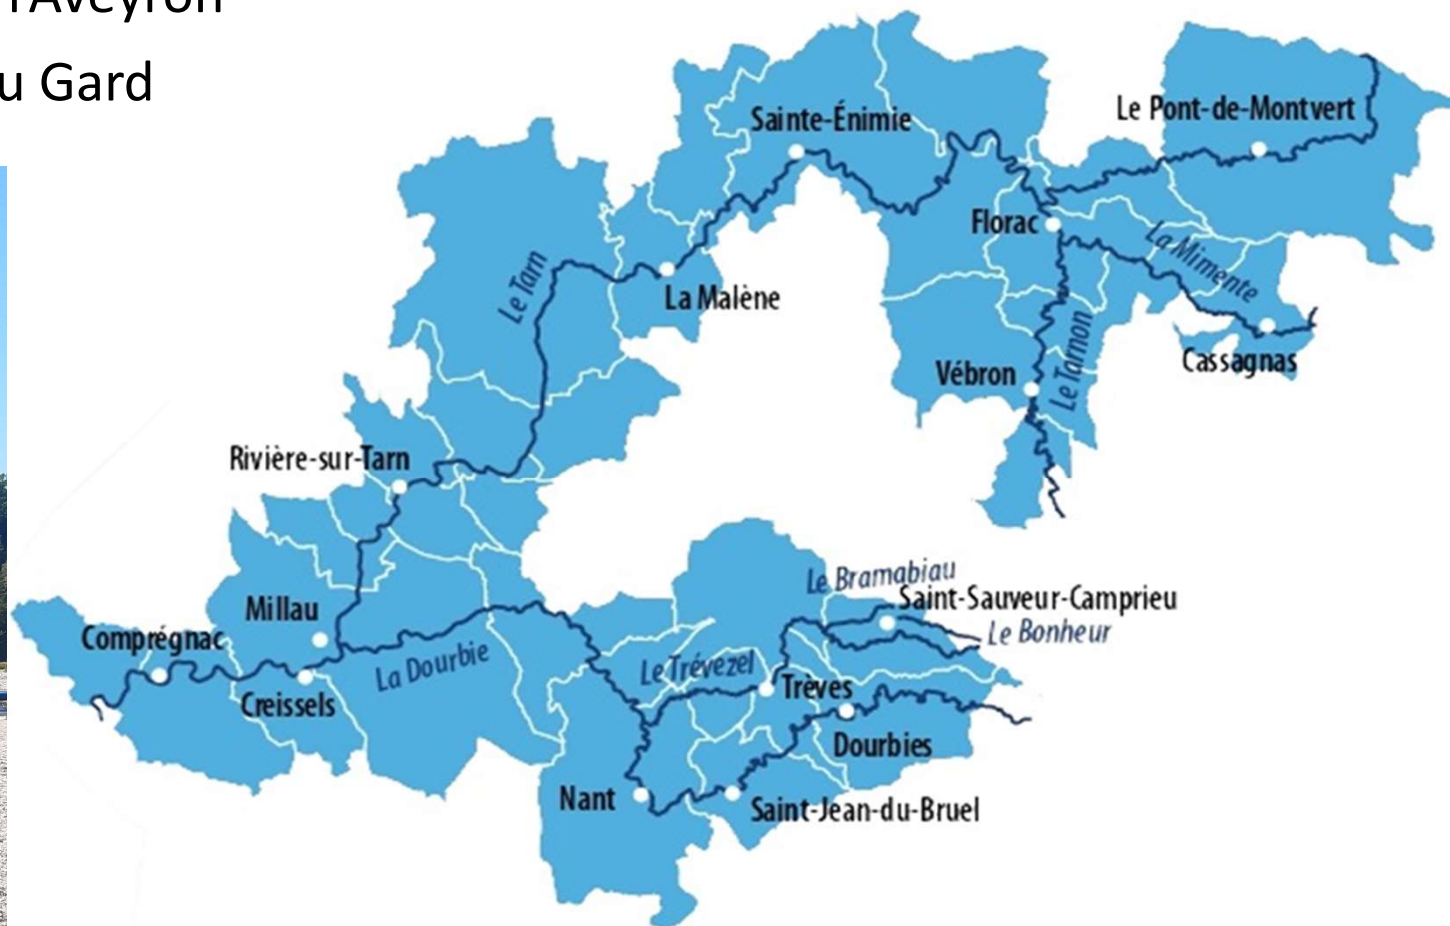 l'Aveyron
u Gard
Le Pont-de-Montvert
Sainte-Énimie
Florac
La Mimente
Le Tarn
La Malène
Cassagnas
Vébron
Le Tarnon
Rivière-sur-Tarn
Le Bramabiau
Saint-Sauveur-Camprieu
Le Bonheur
Millau
Comprégnac
La Dourbie
Le Trévezel
Trèves
Creissels
Dourbies
Nant
Saint-Jean-du-Bruel